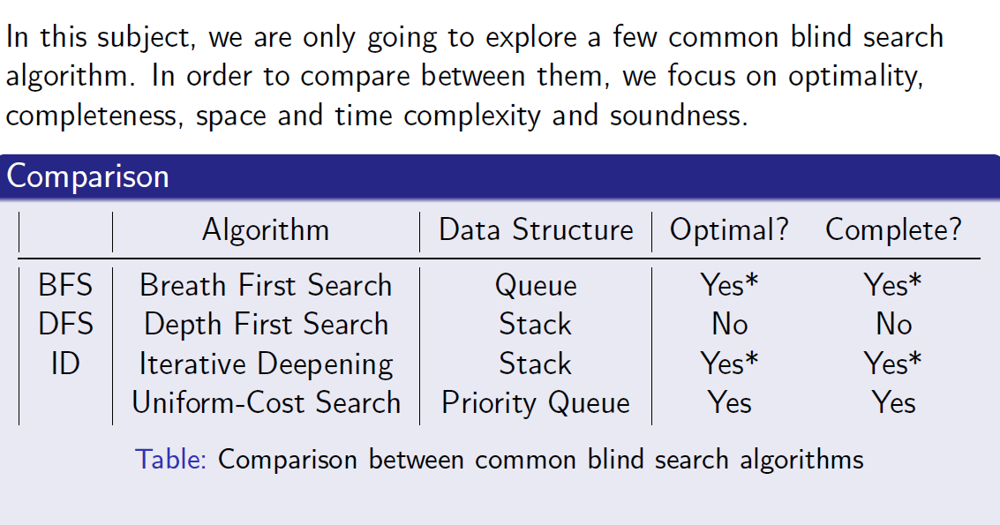 In this subject, we are only going to explore a few common blind search
algorithm. In order to compare between them, we focus on optimality,
completeness, space and time complexity and soundness.
Comparison
Algorithm Data Structure Optimal? Complete?
BFS Breath First Search Queue Yes* Yes*
DFS Depth First Search Stack No No
ID Iterative Deepening Stack Yes* Yes*
Uniform-Cost Search Priority Queue Yes Yes
Table: Comparison between common blind search algorithms